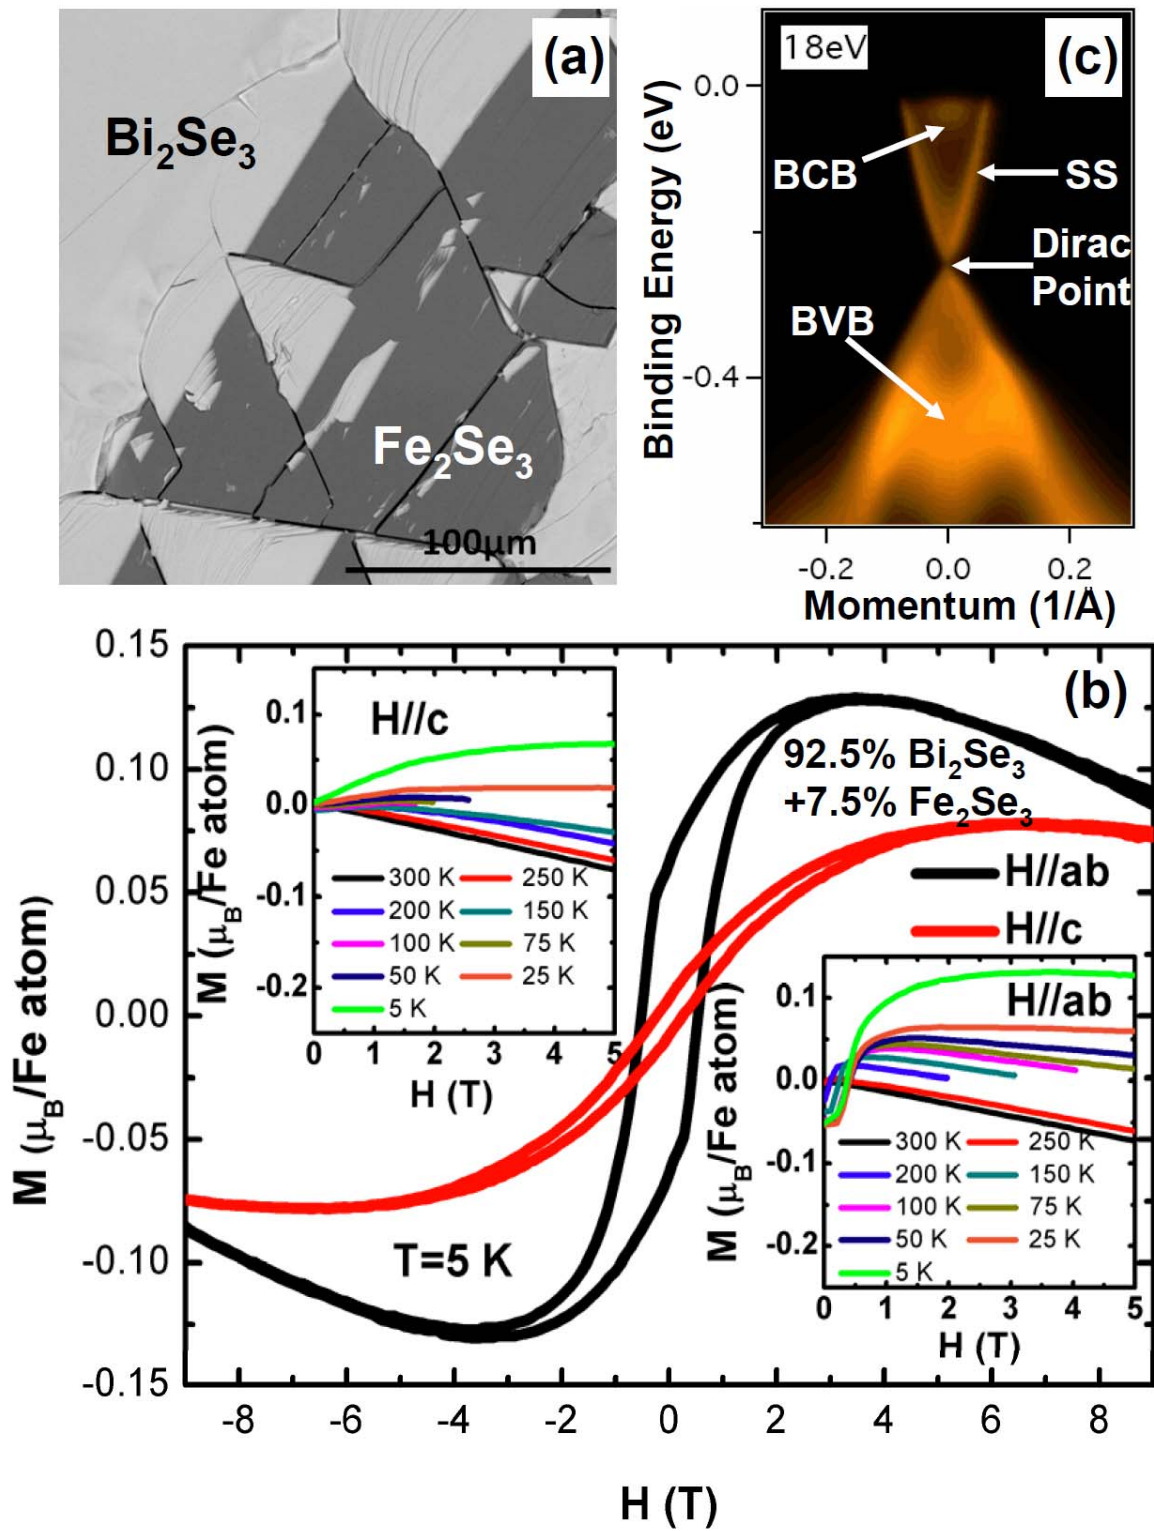 (a)
Bi₂Se₃
Fe₂Se₃
100μm
(c)
18eV
0.0
-0.4
Binding Energy (eV)
BCB
SS
Dirac
Point
BVB
-0.2 0.0 0.2
Momentum (1/Å)
(b)
0.15
0.10
0.05
0.00
-0.05
-0.10
-0.15
M (μB/Fe atom)
92.5% Bi₂Se₃
+7.5% Fe₂Se₃
H//ab
H//c
T=5 K
-8 -6 -4 -2 0 2 4 6 8
H (T)
H//c
0.1
0.0
-0.1
-0.2
M (μB/Fe atom)
300 K 250 K
200 K 150 K
100 K 75 K
50 K 25 K
5 K
0 1 2 3 4 5
H (T)
H//ab
0.1
0.0
-0.1
-0.2
M (μB/Fe atom)
300 K 250 K
200 K 150 K
100 K 75 K
50 K 25 K
5 K
0 1 2 3 4 5
H (T)